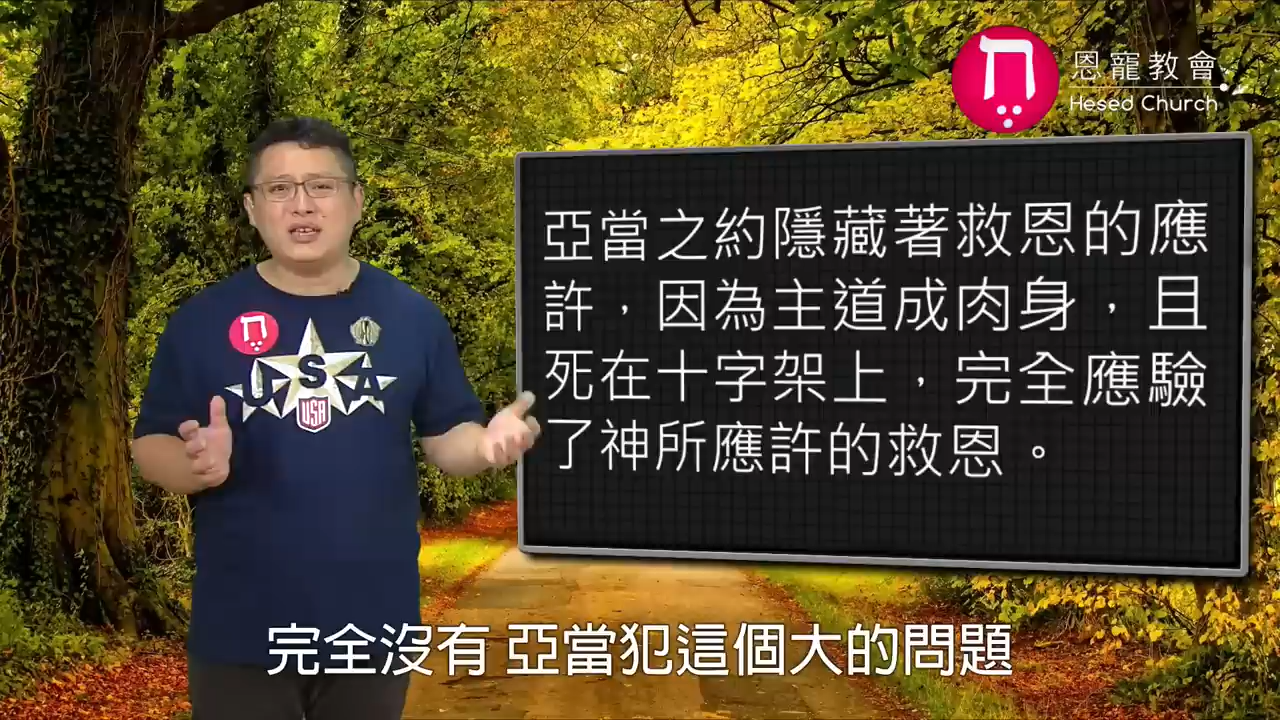 恩寵教會
Hesed Church
亞當之約隱藏著救恩的應
許，因為主道成肉身，且
死在十字架上，完全應驗
了神所應許的救恩。
USA
USA
完全沒有 亞當犯這個大的問題